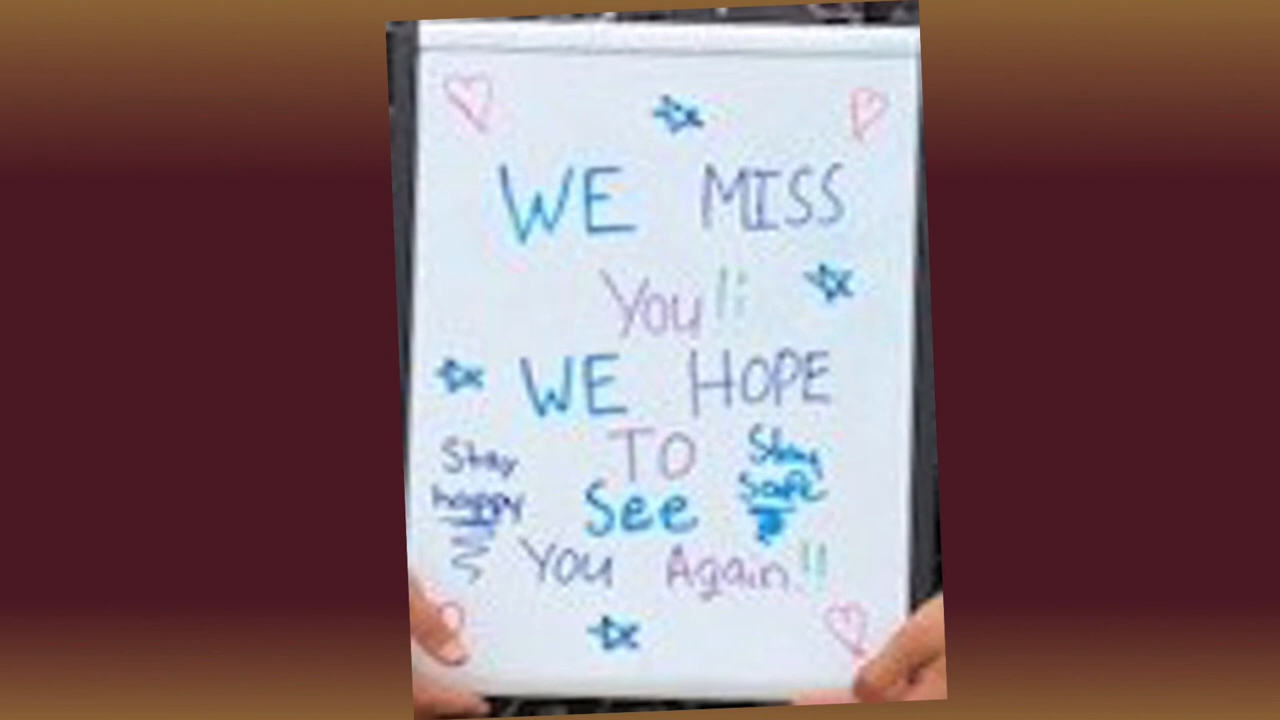 WE MISS
You!!
WE HOPE
TO
Stay
happy
Stay
Safe
See
You Again!!